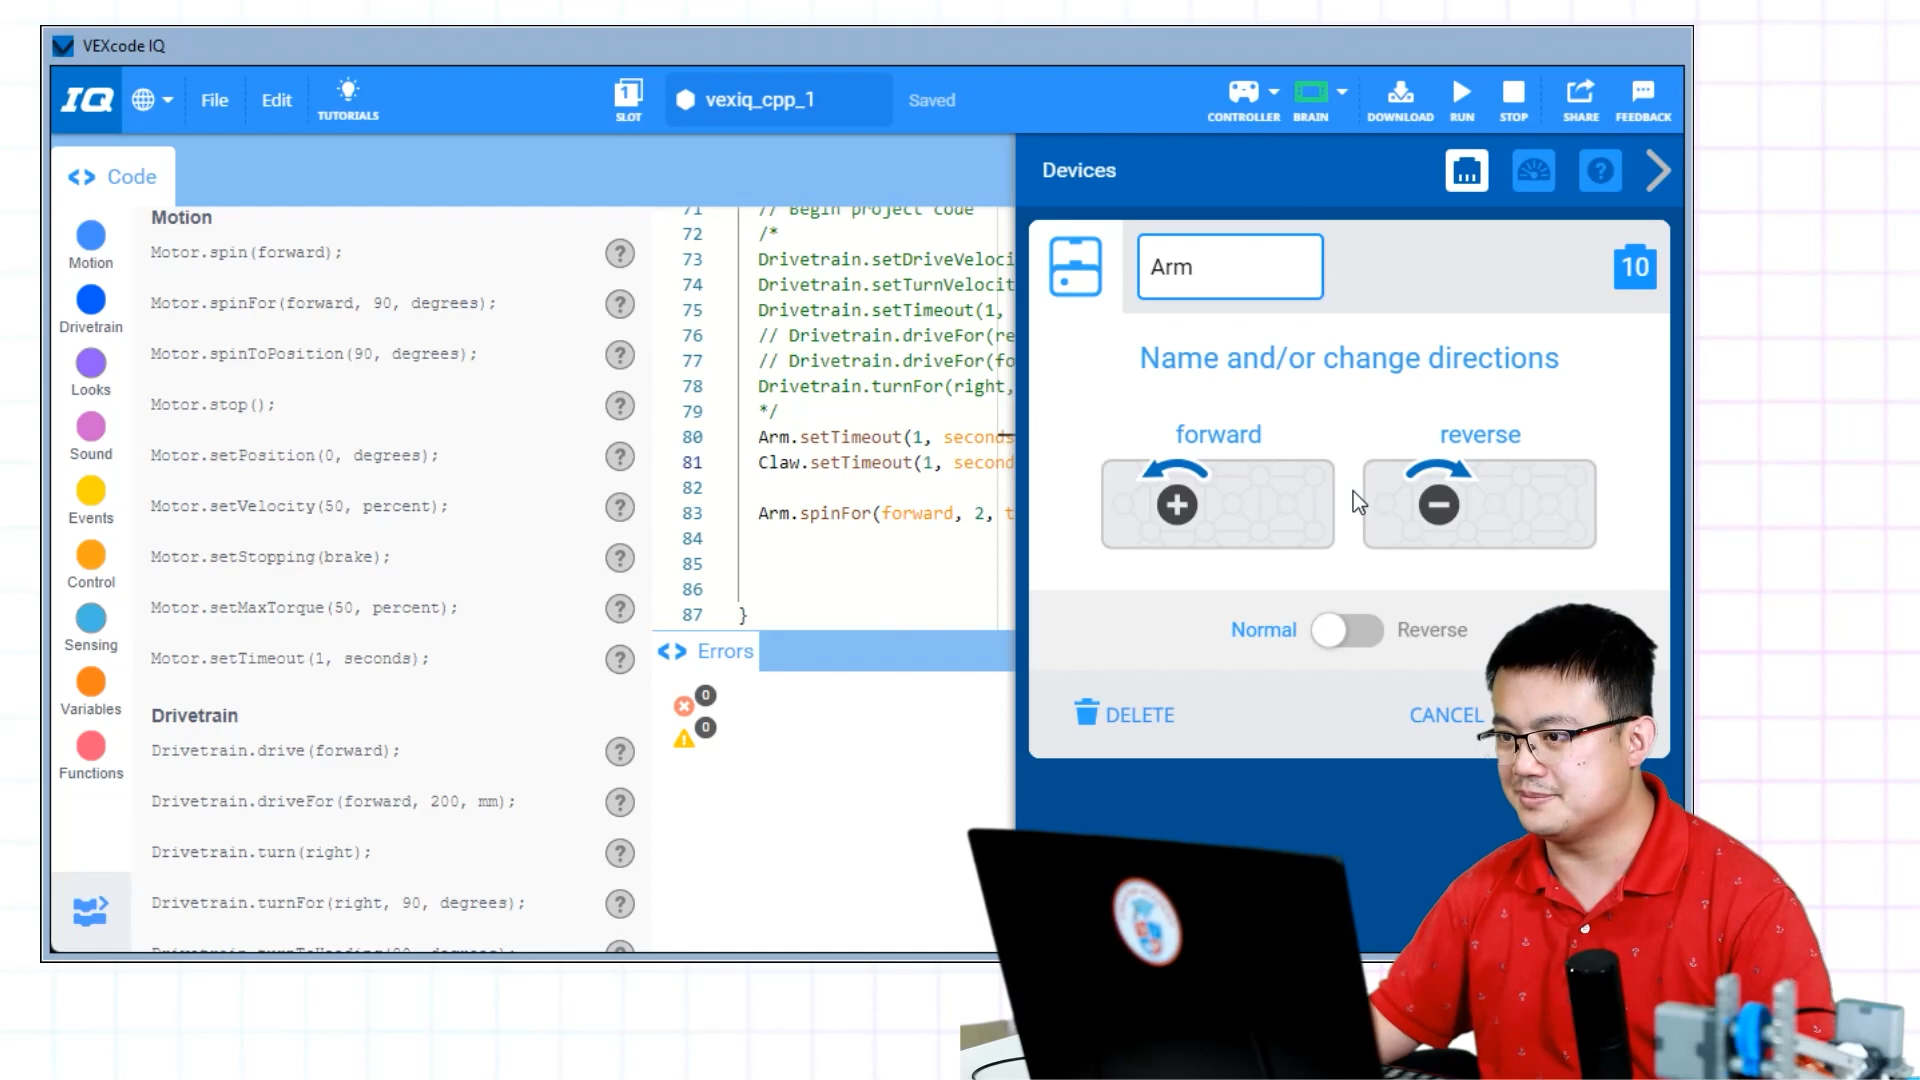 VEXcode IQ
IQ
File
Edit
TUTORIALS
1
SLOT
vexiq_cpp_1
Saved
CONTROLLER
BRAIN
DOWNLOAD
RUN
STOP
SHARE
FEEDBACK
<> Code
Motion
Drivetrain
Looks
Sound
Events
Control
Sensing
Variables
Functions
Motion
Motor.spin(forward); ?
Motor.spinFor(forward, 90, degrees); ?
Motor.spinToPosition(90, degrees); ?
Motor.stop(); ?
Motor.setPosition(0, degrees); ?
Motor.setVelocity(50, percent); ?
Motor.setStopping(brake); ?
Motor.setMaxTorque(50, percent); ?
Motor.setTimeout(1, seconds); ?
Drivetrain
Drivetrain.drive(forward); ?
Drivetrain.driveFor(forward, 200, mm); ?
Drivetrain.turn(right); ?
Drivetrain.turnFor(right, 90, degrees); ?
71 // Begin project code
72 /*
73 Drivetrain.setDriveVeloci
74 Drivetrain.setTurnVelocit
75 Drivetrain.setTimeout(1,
76 // Drivetrain.driveFor(re
77 // Drivetrain.driveFor(fo
78 Drivetrain.turnFor(right,
79 */
80 Arm.setTimeout(1, seconds
81 Claw.setTimeout(1, second
82
83 Arm.spinFor(forward, 2, t
84
85
86
87 }
<> Errors
0
0
Devices
?
Arm
10
Name and/or change directions
forward
reverse
+
−
Normal
Reverse
DELETE
CANCEL